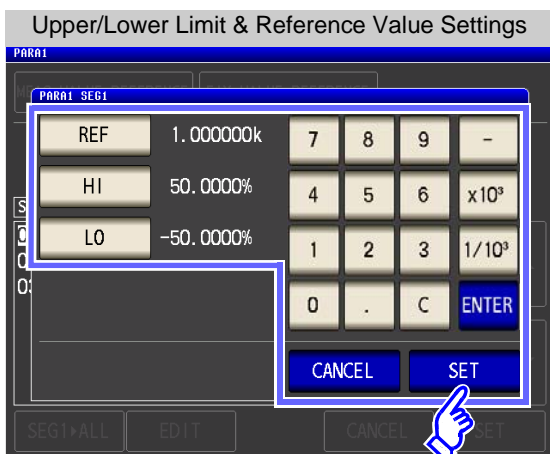 Upper/Lower Limit & Reference Value Settings
PARA1
PARA1 SEG1
REF 1.000000k 7 8 9 -
HI 50.0000% 4 5 6 x10³
LO -50.0000% 1 2 3 1/10³
0 . C ENTER
CANCEL SET
SEG1▸ALL EDIT CANCEL SET